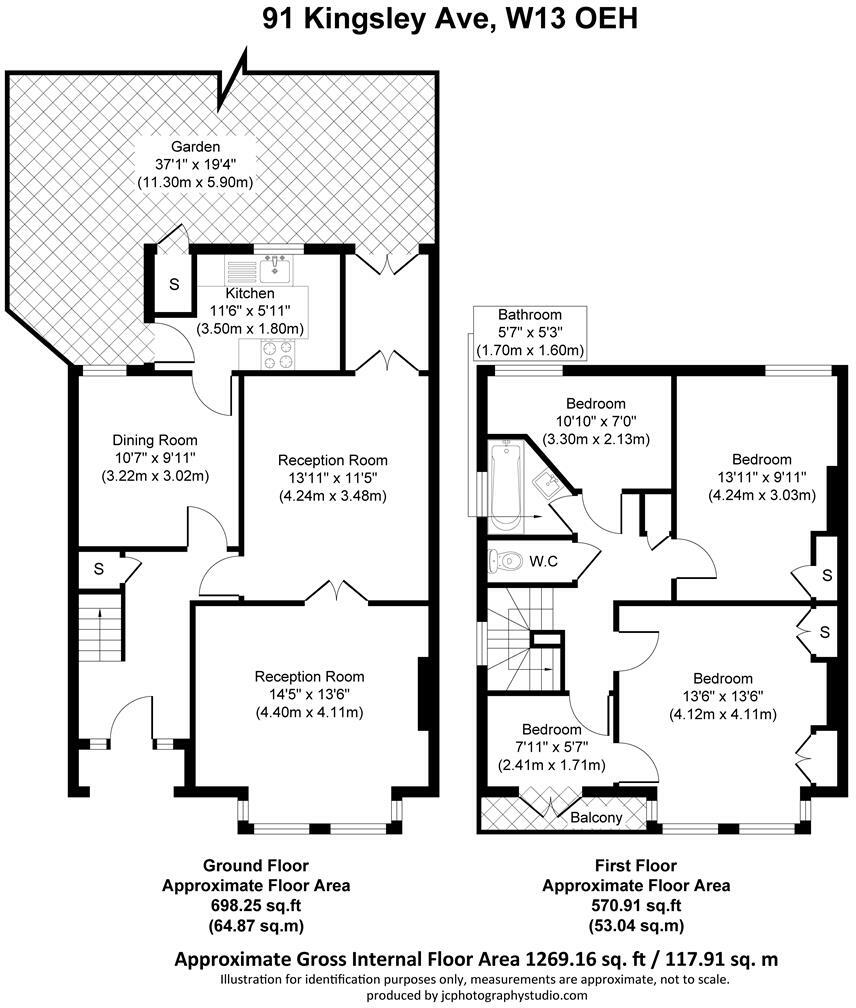 91 Kingsley Ave, W13 OEH
Garden
37'1" x 19'4"
(11.30m x 5.90m)
S
Kitchen
11'6" x 5'11"
(3.50m x 1.80m)
Dining Room
10'7" x 9'11"
(3.22m x 3.02m)
Reception Room
13'11" x 11'5"
(4.24m x 3.48m)
S
Reception Room
14'5" x 13'6"
(4.40m x 4.11m)
Bathroom
5'7" x 5'3"
(1.70m x 1.60m)
Bedroom
10'10" x 7'0"
(3.30m x 2.13m)
Bedroom
13'11" x 9'11"
(4.24m x 3.03m)
W.C
S
S
Bedroom
13'6" x 13'6"
(4.12m x 4.11m)
Bedroom
7'11" x 5'7"
(2.41m x 1.71m)
Balcony
Ground Floor
Approximate Floor Area
698.25 sq.ft
(64.87 sq.m)
First Floor
Approximate Floor Area
570.91 sq.ft
(53.04 sq.m)
Approximate Gross Internal Floor Area 1269.16 sq. ft / 117.91 sq. m
Illustration for identification purposes only, measurements are approximate, not to scale.
produced by jcphotographystudio.com